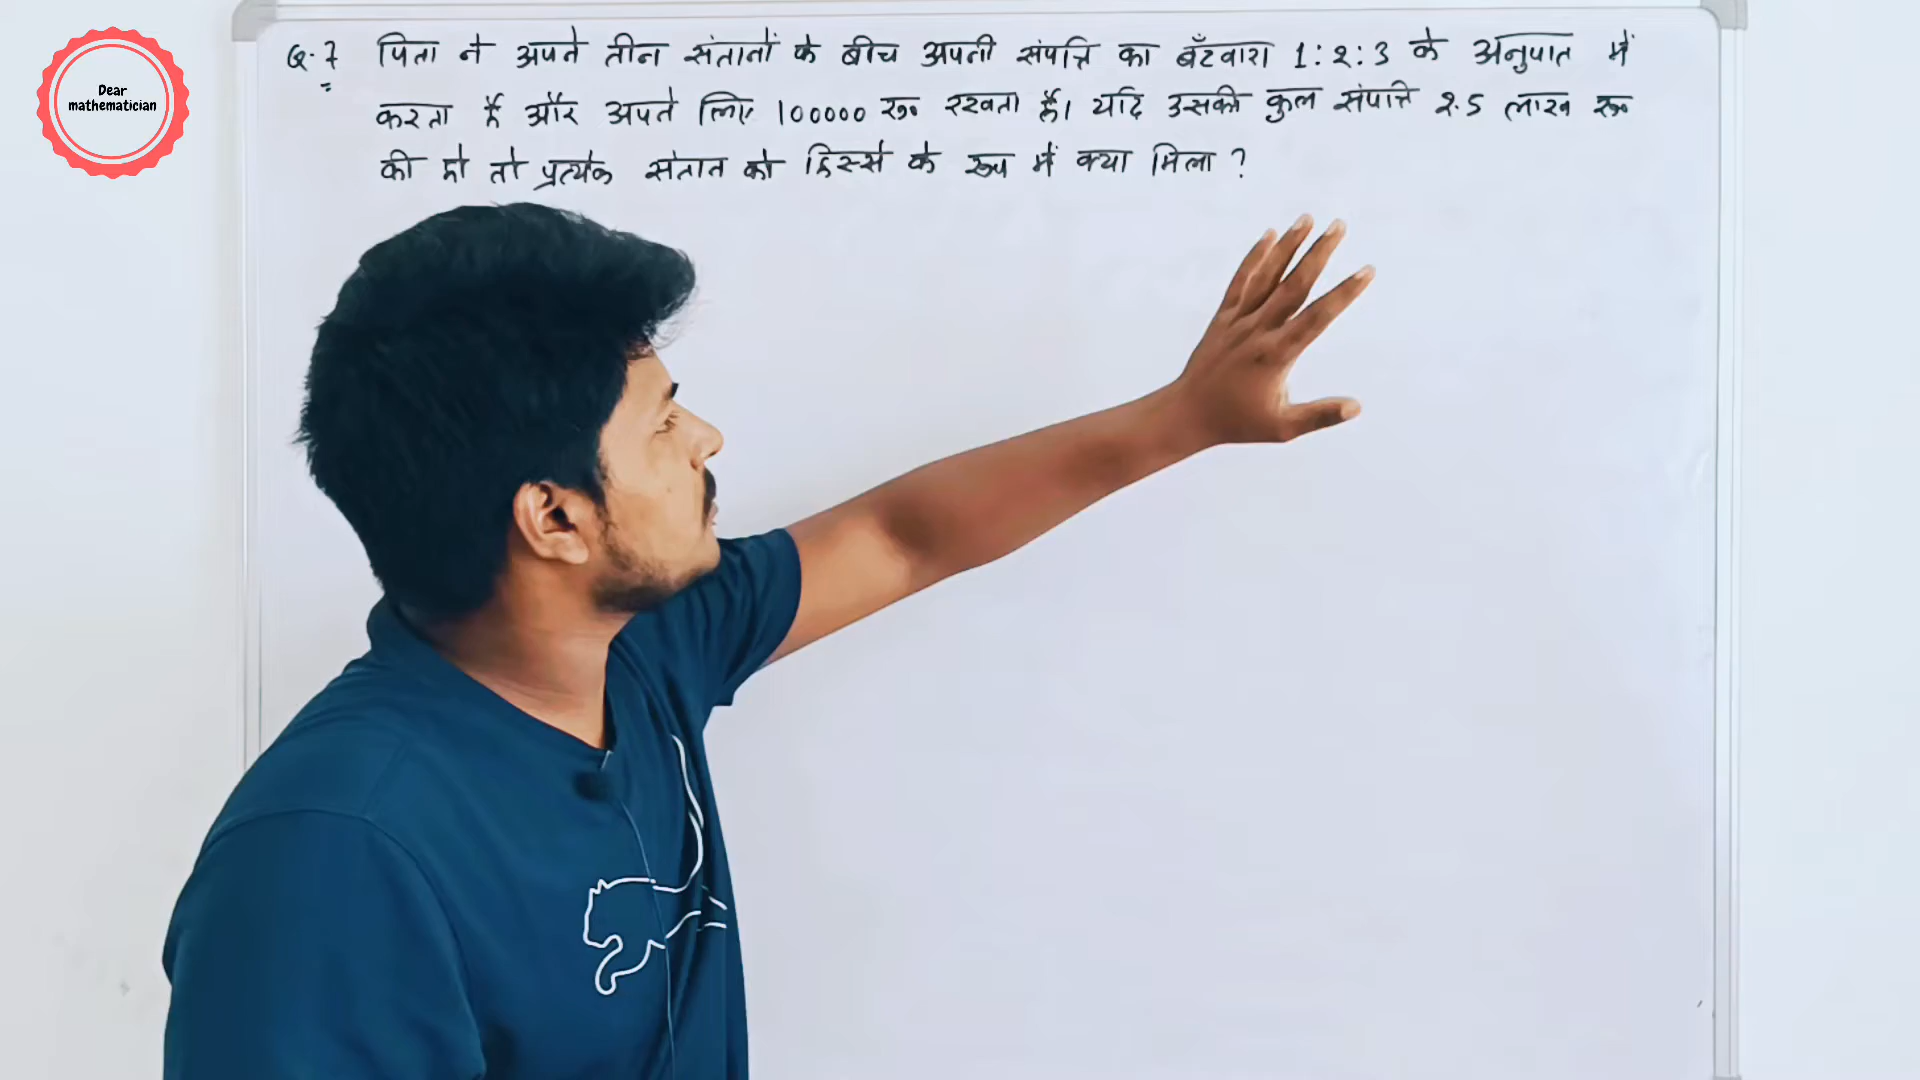 Dear
mathematician
Q.7 पिता ने अपने तीन संतानों के बीच अपनी संपत्ति का बँटवारा 1:2:3 के अनुपात में
करता है और अपने लिए 100000 रू० रखता है। यदि उसकी कुल संपत्ति 2.5 लाख रू०
की हो तो प्रत्येक संतान को हिस्से के रूप में क्या मिला ?